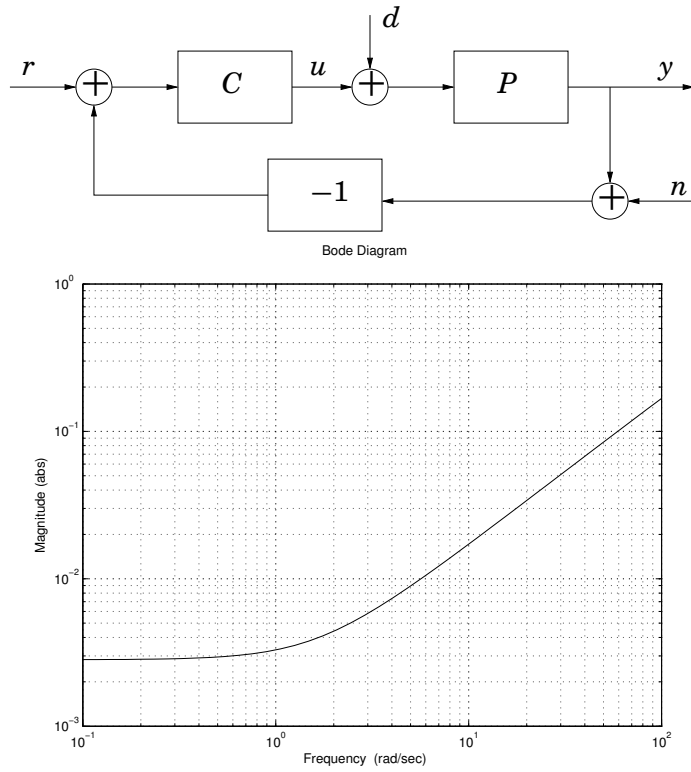 d
r
+
C
u
+
P
y
−1
+
n
Bode Diagram
10^0
10^-1
10^-2
10^-3
Magnitude (abs)
10^-1
10^0
10^1
10^2
Frequency (rad/sec)